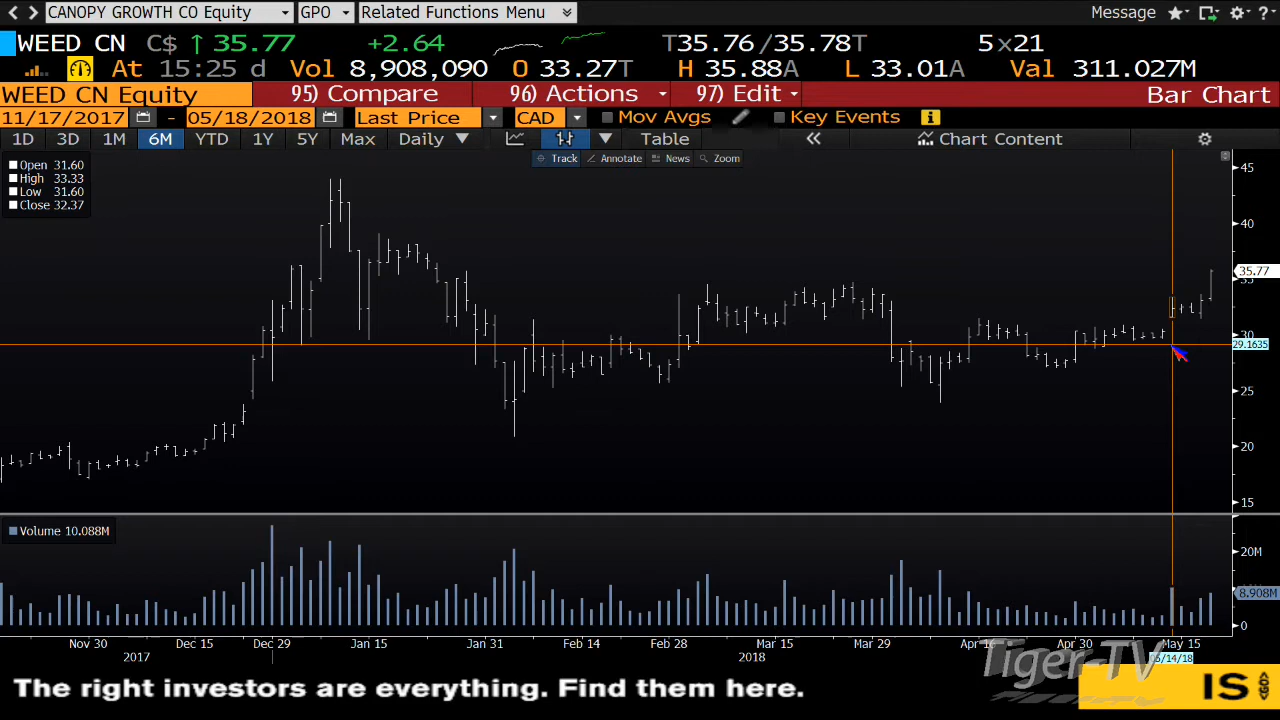 CANOPY GROWTH CO Equity GPO Related Functions Menu Message
WEED CN C$ ↑ 35.77 +2.64 T35.76/35.78T 5×21
At 15:25 d Vol 8,908,090 O 33.27T H 35.88A L 33.01A Val 311.027M
WEED CN Equity 95) Compare 96) Actions 97) Edit Bar Chart
11/17/2017 - 05/18/2018 Last Price CAD Mov Avgs Key Events
1D 3D 1M 6M YTD 1Y 5Y Max Daily Table Chart Content
Track Annotate News Zoom
Open 31.60
High 33.33
Low 31.60
Close 32.37
45
40
35.77
35
30
29.1635
25
20
15
Volume 10.088M
20M
8.908M
0
Nov 30 Dec 15 Dec 29 Jan 15 Jan 31 Feb 14 Feb 28 Mar 15 Mar 29 Apr 16 Apr 30 May 15
2017 2018
05/14/18
Tiger-TV
The right investors are everything. Find them here.
IS